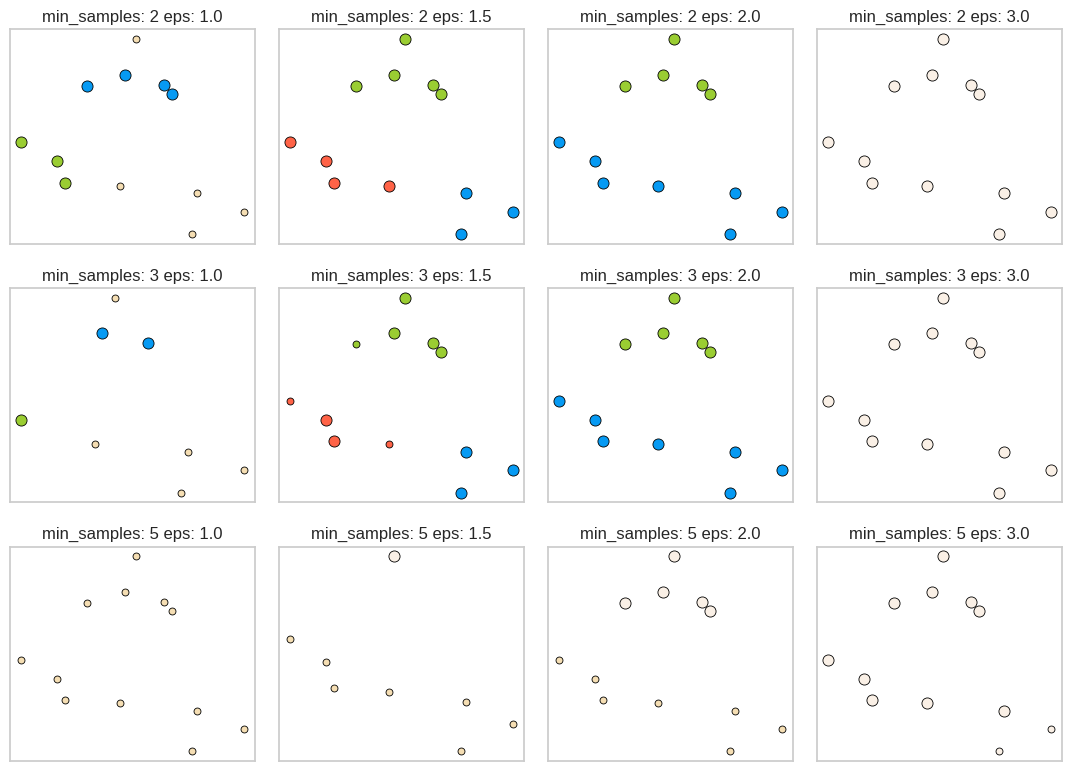 min_samples: 2 eps: 1.0
min_samples: 2 eps: 1.5
min_samples: 2 eps: 2.0
min_samples: 2 eps: 3.0
min_samples: 3 eps: 1.0
min_samples: 3 eps: 1.5
min_samples: 3 eps: 2.0
min_samples: 3 eps: 3.0
min_samples: 5 eps: 1.0
min_samples: 5 eps: 1.5
min_samples: 5 eps: 2.0
min_samples: 5 eps: 3.0